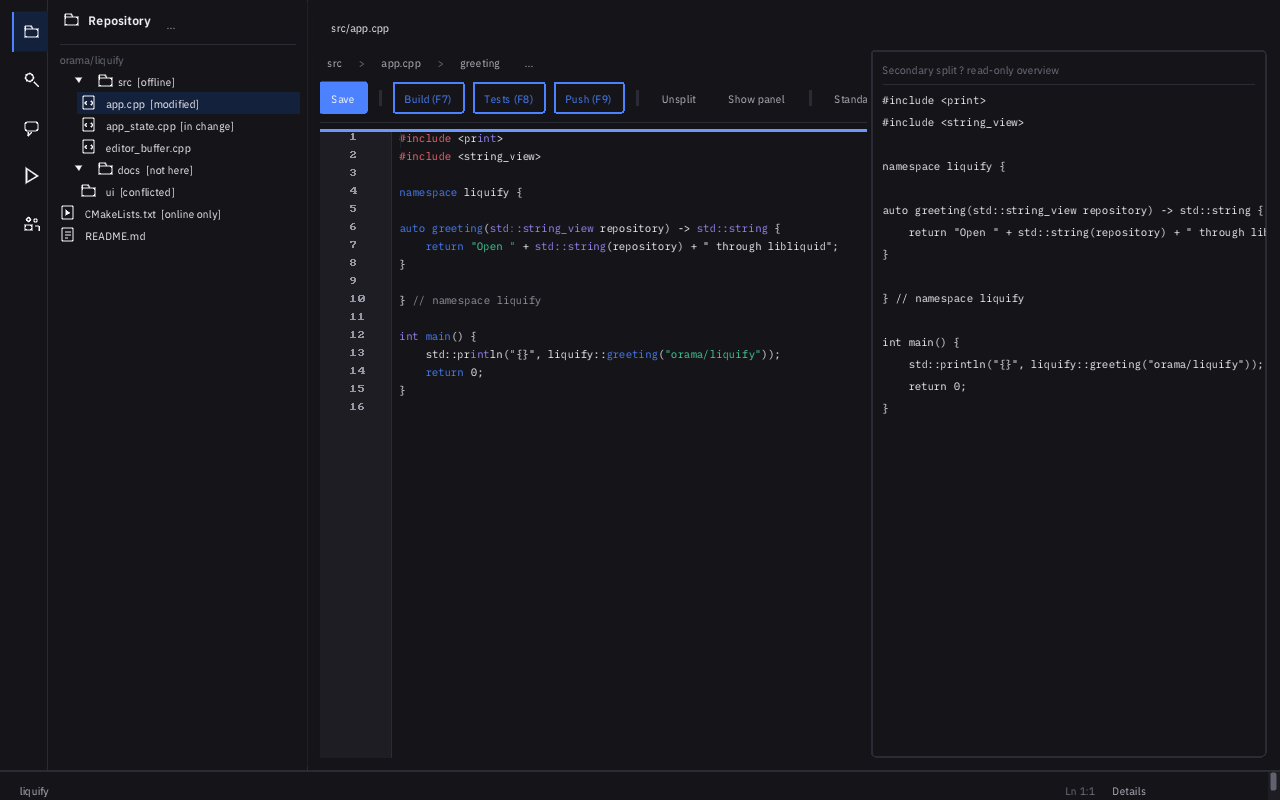 Repository ...
orama/liquify
src [offline]
app.cpp [modified]
app_state.cpp [in change]
editor_buffer.cpp
docs [not here]
ui [conflicted]
CMakeLists.txt [online only]
README.md
src/app.cpp
src > app.cpp > greeting ...
Save Build (F7) Tests (F8) Push (F9) Unsplit Show panel Standa
1 #include <print>
2 #include <string_view>
3
4 namespace liquify {
5
6 auto greeting(std::string_view repository) -> std::string {
7     return "Open " + std::string(repository) + " through libliquid";
8 }
9
10 } // namespace liquify
11
12 int main() {
13     std::println("{}", liquify::greeting("orama/liquify"));
14     return 0;
15 }
16
Secondary split ? read-only overview
#include <print>
#include <string_view>
namespace liquify {
auto greeting(std::string_view repository) -> std::string {
    return "Open " + std::string(repository) + " through lib
}
} // namespace liquify
int main() {
    std::println("{}", liquify::greeting("orama/liquify"));
    return 0;
}
liquify Ln 1:1 Details